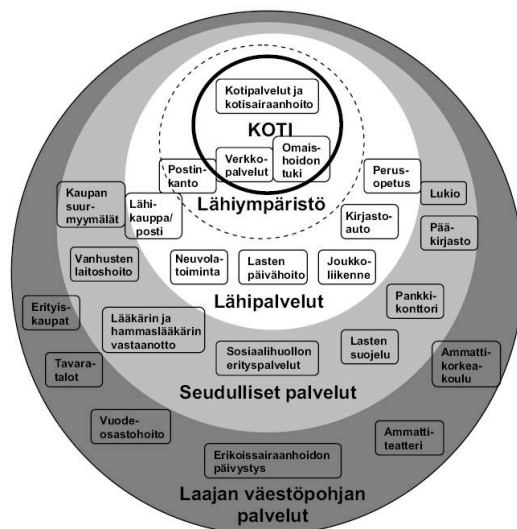 Kotipalvelut ja
kotisairaanhoito
KOTI
Verkko-
palvelut
Omais-
hoidon
tuki
Postin-
kanto
Lähiympäristö
Perus-
opetus
Lukio
Kaupan
suur-
myymälät
Lähi-
kauppa/
posti
Kirjasto-
auto
Pää-
kirjasto
Vanhusten
laitoshoito
Neuvola-
toiminta
Lasten
päivähoito
Joukko-
liikenne
Lähipalvelut
Pankki-
konttori
Erityis-
kaupat
Lääkärin ja
hammaslääkärin
vastaanotto
Sosiaalihuollon
erityspalvelut
Lasten
suojelu
Ammatti-
korkea-
koulu
Tavara-
talot
Seudulliset palvelut
Vuode-
osastohoito
Ammatti-
teatteri
Erikoissairaanhoidon
päivystys
Laajan väestöpohjan
palvelut